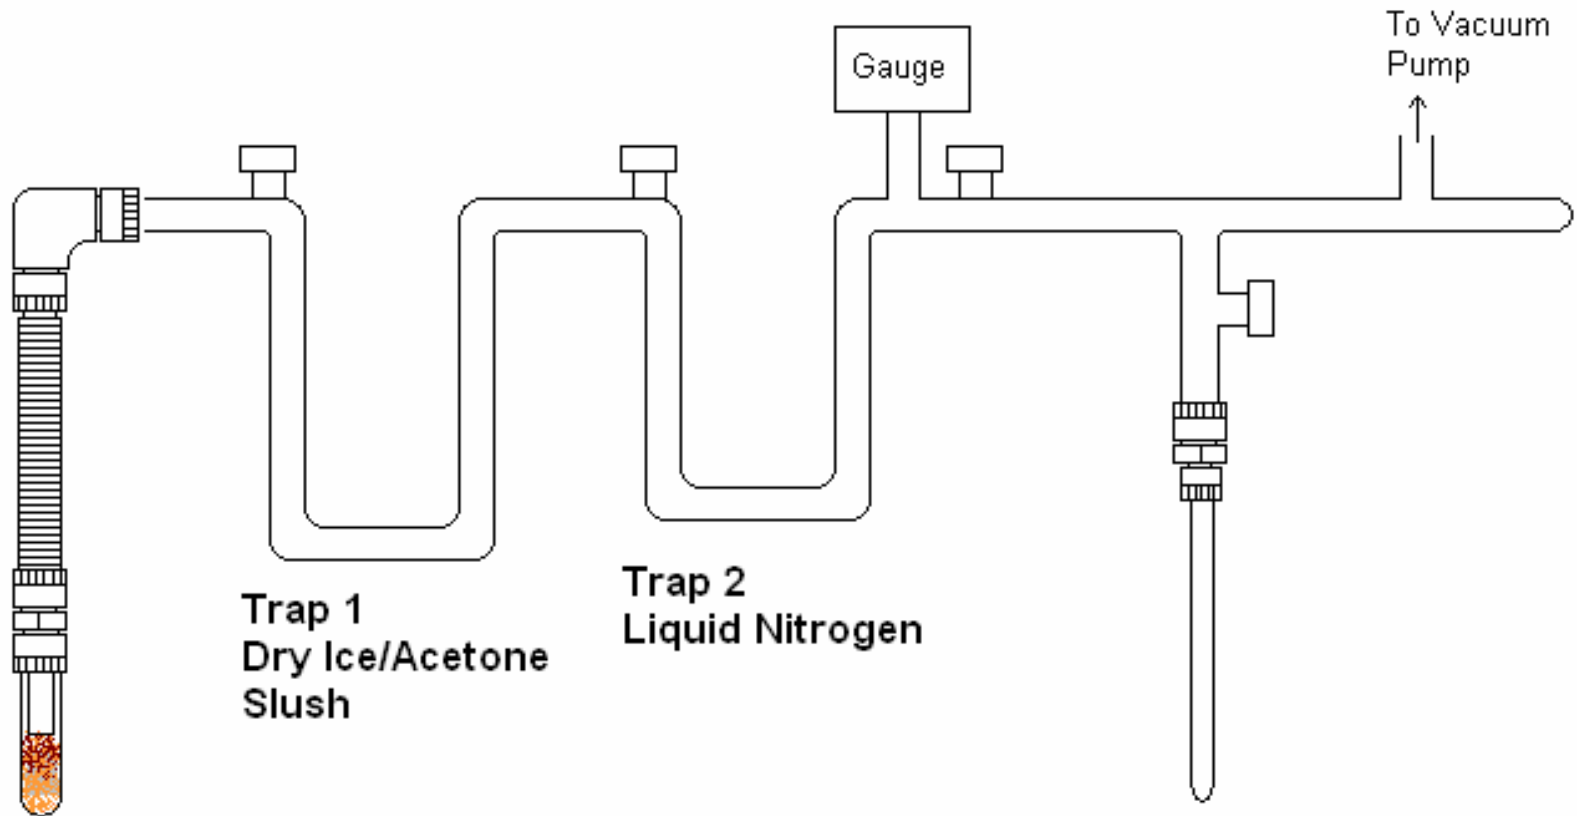 To Vacuum
Pump
Gauge
Trap 1
Dry Ice/Acetone
Slush
Trap 2
Liquid Nitrogen